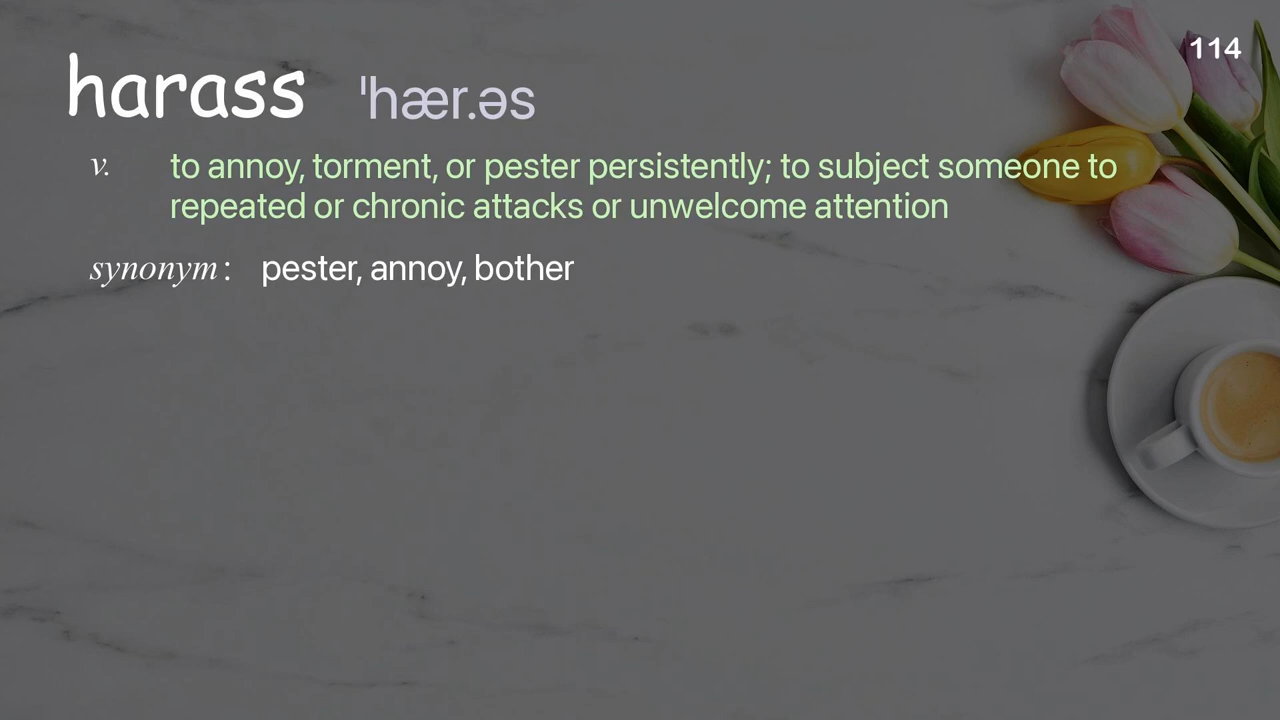 114
harass ˈhær.əs
v. to annoy, torment, or pester persistently; to subject someone to
repeated or chronic attacks or unwelcome attention
synonym : pester, annoy, bother